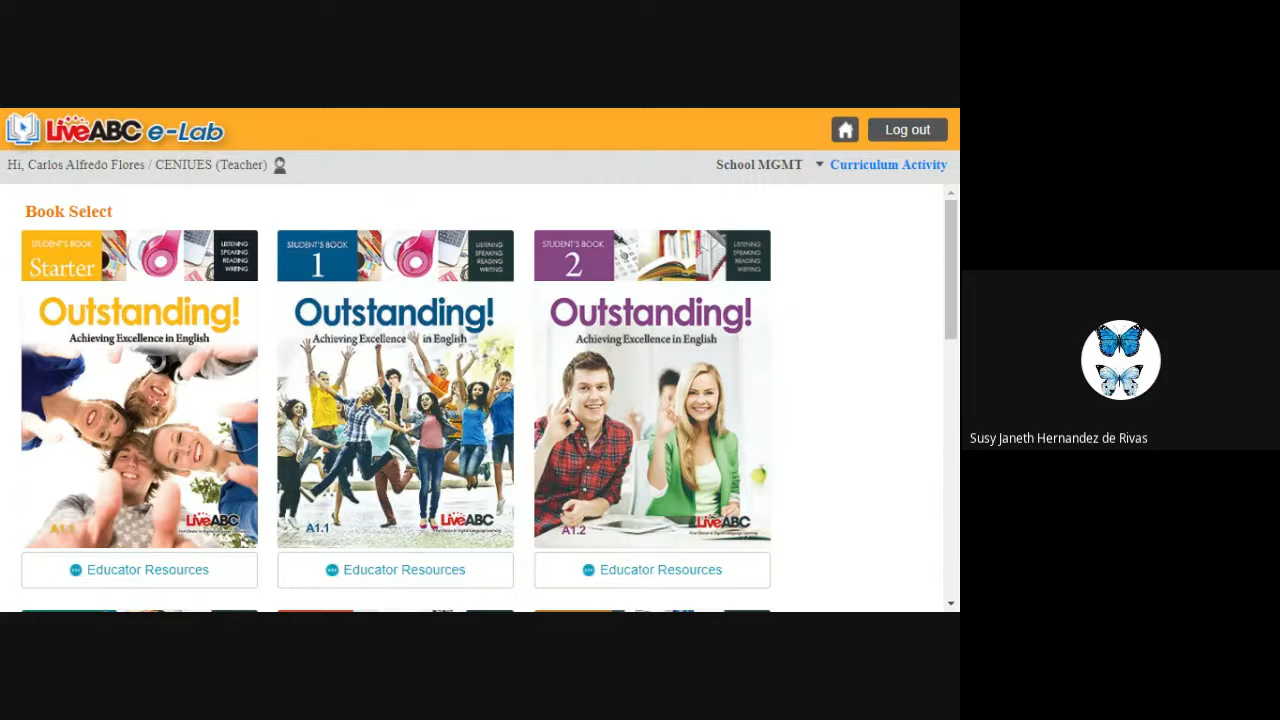 LiveABC e-Lab
Log out
Hi, Carlos Alfredo Flores / CENIUES (Teacher)
School MGMT
Curriculum Activity
Book Select
STUDENT'S BOOK
Starter
LISTENING
SPEAKING
READING
WRITING
Outstanding!
Achieving Excellence in English
A1.1
LiveABC
Educator Resources
STUDENT'S BOOK
1
LISTENING
SPEAKING
READING
WRITING
Outstanding!
Achieving Excellence in English
A1.1
LiveABC
Educator Resources
STUDENT'S BOOK
2
LISTENING
SPEAKING
READING
WRITING
Outstanding!
Achieving Excellence in English
A1.2
LiveABC
Educator Resources
Susy Janeth Hernandez de Rivas